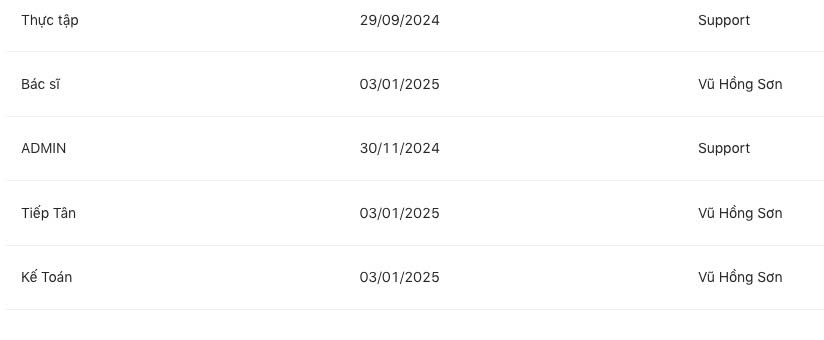 Thực tập 29/09/2024 Support
Bác sĩ 03/01/2025 Vũ Hồng Sơn
ADMIN 30/11/2024 Support
Tiếp Tân 03/01/2025 Vũ Hồng Sơn
Kế Toán 03/01/2025 Vũ Hồng Sơn